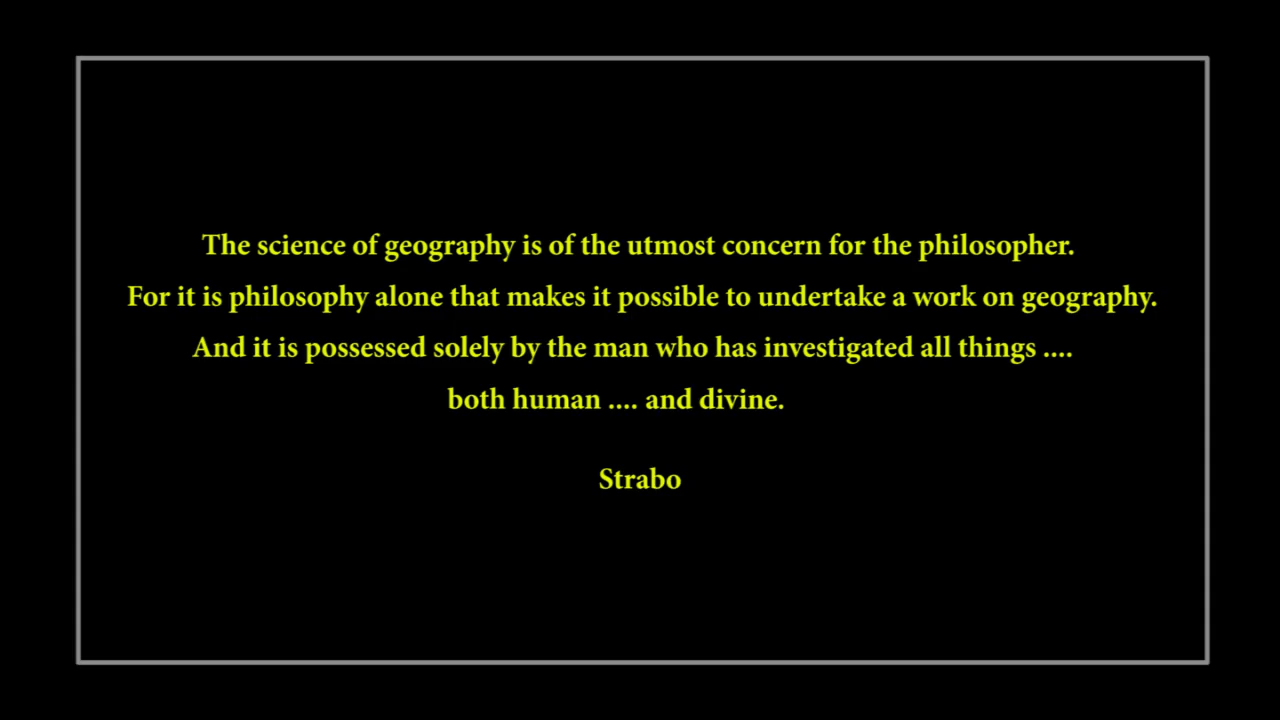 The science of geography is of the utmost concern for the philosopher.
For it is philosophy alone that makes it possible to undertake a work on geography.
And it is possessed solely by the man who has investigated all things ....
both human .... and divine.
Strabo